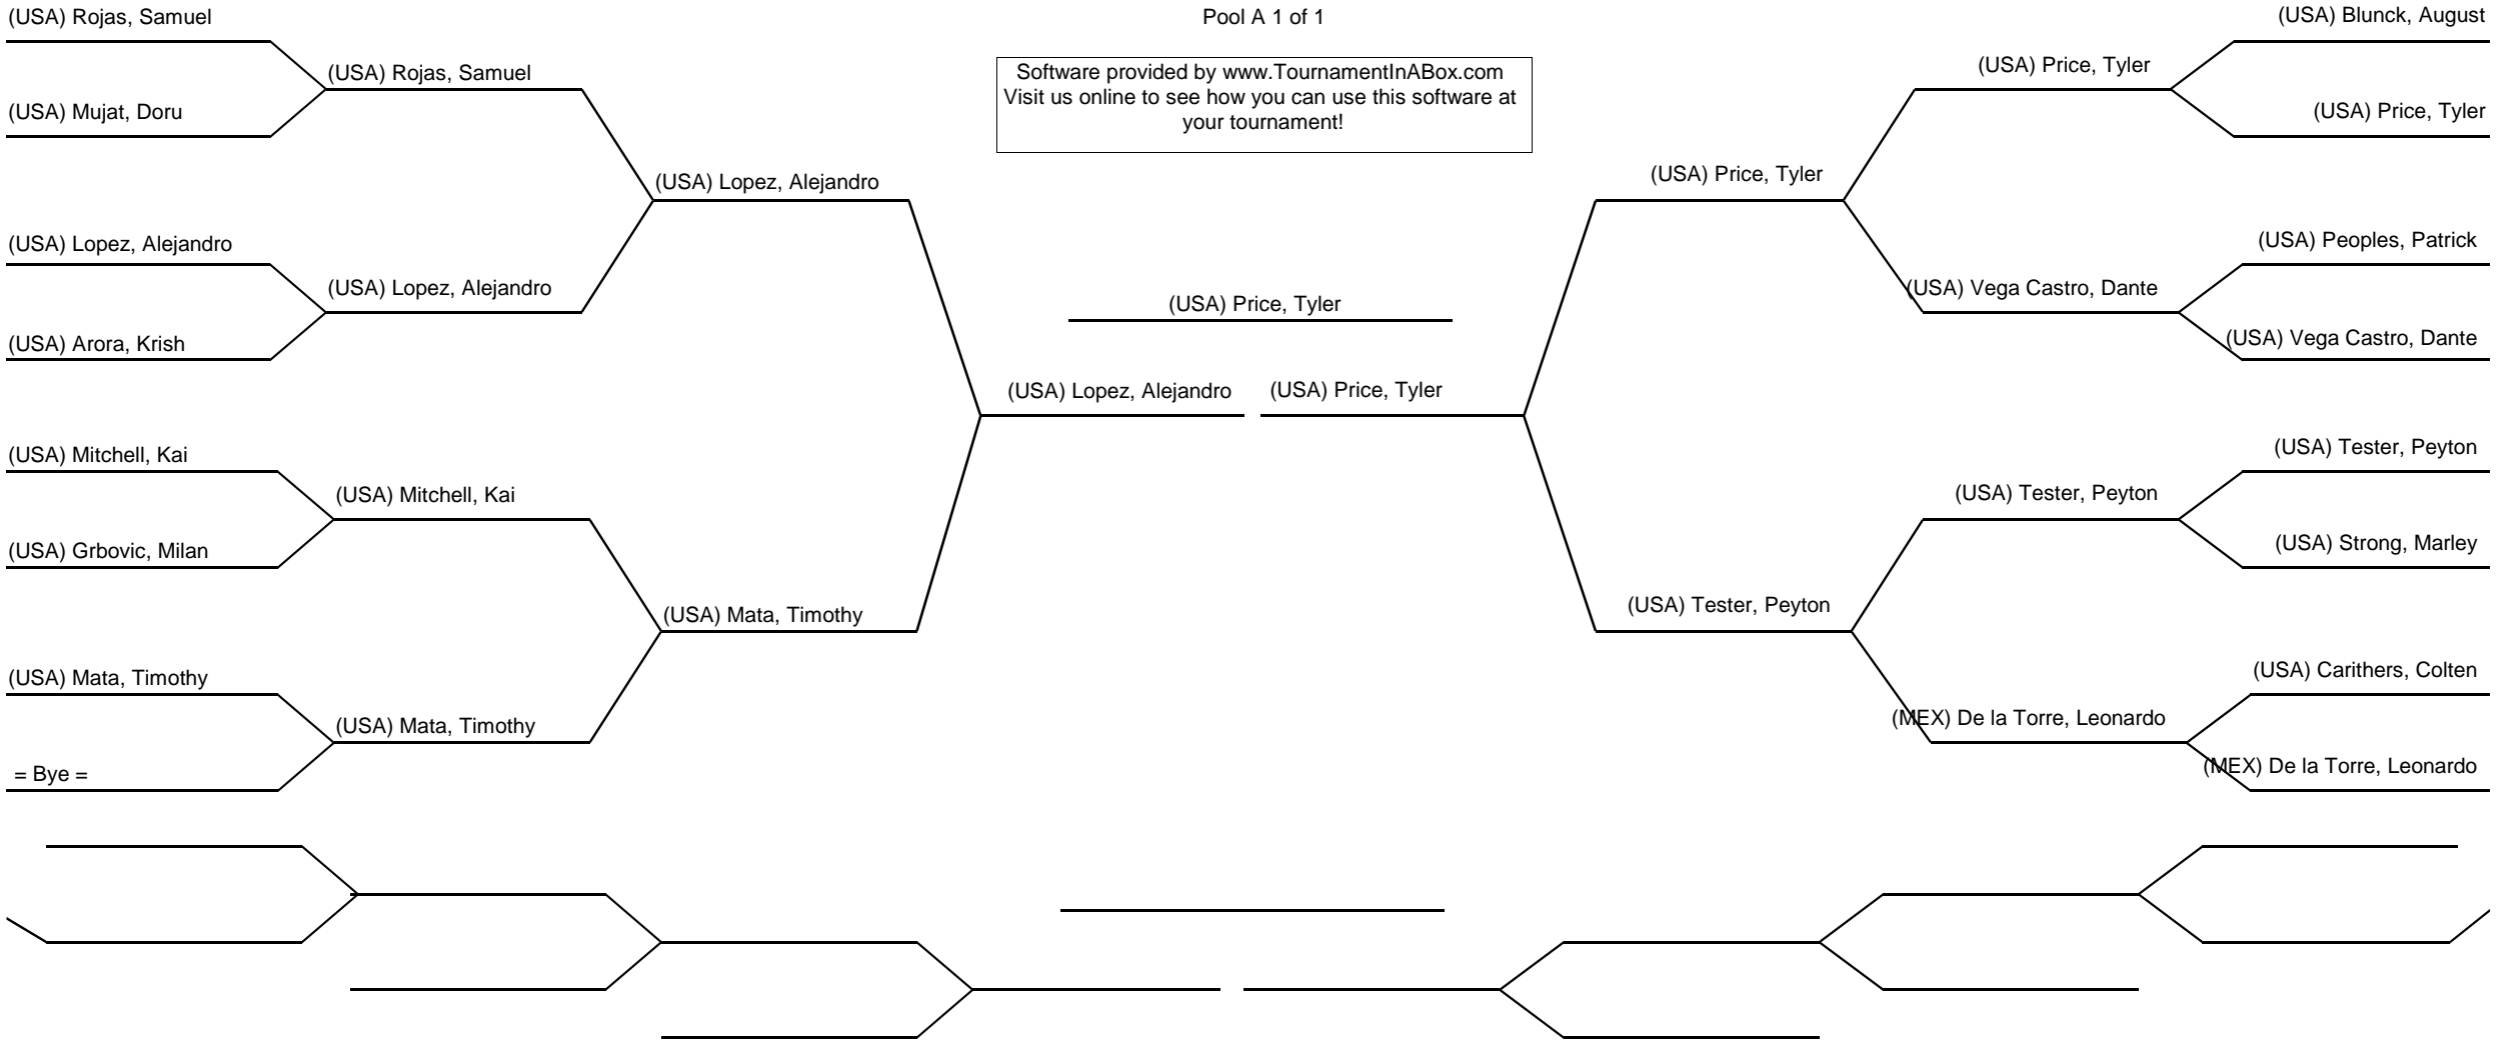 (USA) Rojas, Samuel
(USA) Mujat, Doru
(USA) Lopez, Alejandro
(USA) Arora, Krish
(USA) Mitchell, Kai
(USA) Grbovic, Milan
(USA) Mata, Timothy
= Bye =
(USA) Rojas, Samuel
(USA) Lopez, Alejandro
(USA) Mitchell, Kai
(USA) Mata, Timothy
(USA) Lopez, Alejandro
(USA) Mata, Timothy
Pool A 1 of 1
Software provided by www.TournamentInABox.com
Visit us online to see how you can use this software at
your tournament!
(USA) Price, Tyler
(USA) Lopez, Alejandro
(USA) Price, Tyler
(USA) Price, Tyler
(USA) Tester, Peyton
(USA) Price, Tyler
(USA) Vega Castro, Dante
(USA) Tester, Peyton
(MEX) De la Torre, Leonardo
(USA) Blunck, August
(USA) Price, Tyler
(USA) Peoples, Patrick
(USA) Vega Castro, Dante
(USA) Tester, Peyton
(USA) Strong, Marley
(USA) Carithers, Colten
(MEX) De la Torre, Leonardo